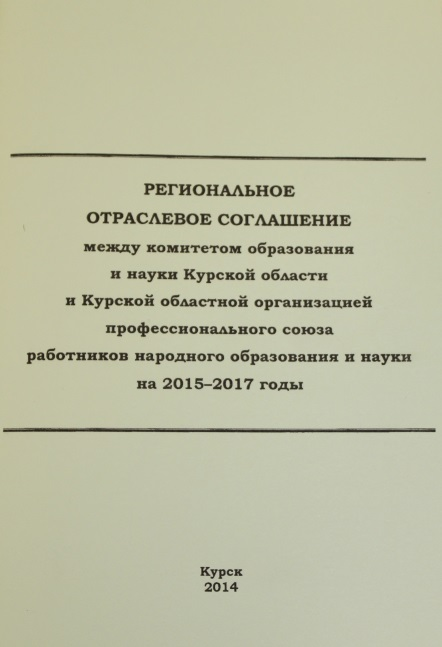 РЕГИОНАЛЬНОЕ
ОТРАСЛЕВОЕ СОГЛАШЕНИЕ
между комитетом образования
и науки Курской области
и Курской областной организацией
профессионального союза
работников народного образования и науки
на 2015–2017 годы
Курск
2014